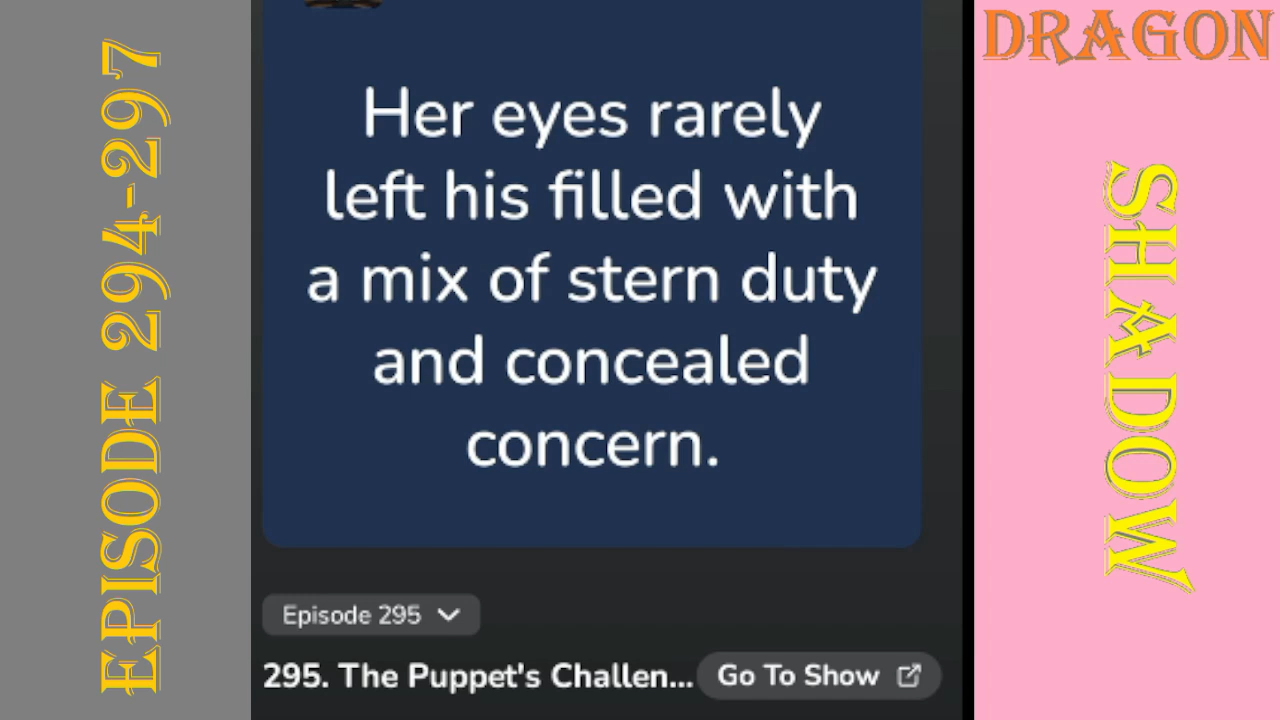 EPISODE 294-297
Her eyes rarely
left his filled with
a mix of stern duty
and concealed
concern.
Episode 295
295. The Puppet's Challen...
Go To Show
DRAGON
SHADOW